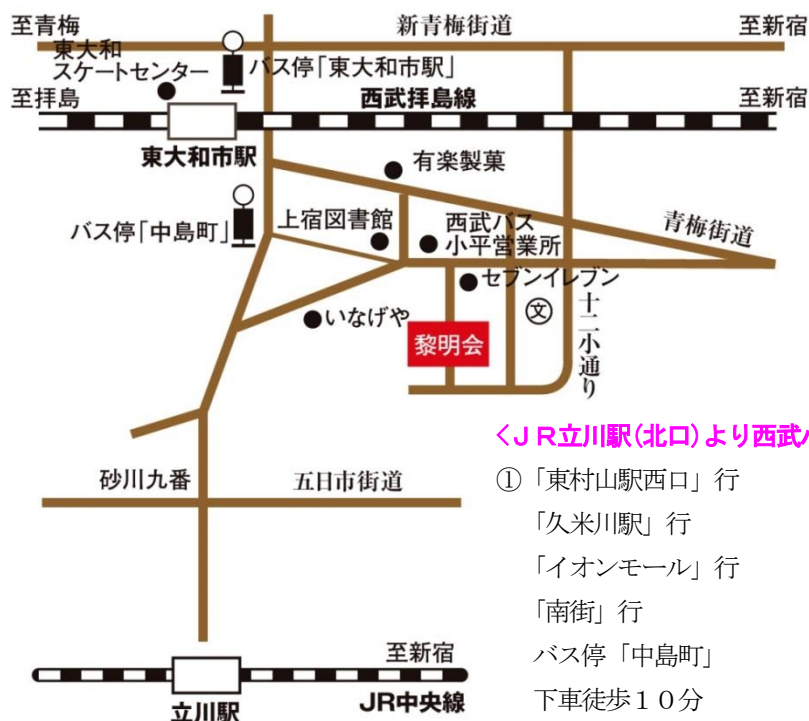 至青梅
新青梅街道
至新宿
東大和
スケートセンター
バス停「東大和市駅」
至拝島
西武拝島線
至新宿
東大和市駅
有楽製菓
バス停「中島町」
上宿図書館
西武バス
小平営業所
青梅街道
セブンイレブン
いなげや
文
十二小通り
黎明会
<JR立川駅(北口)より西武バ
砂川九番
五日市街道
①「東村山駅西口」行
「久米川駅」行
「イオンモール」行
「南街」行
バス停「中島町」
下車徒歩10分
至新宿
JR中央線
立川駅